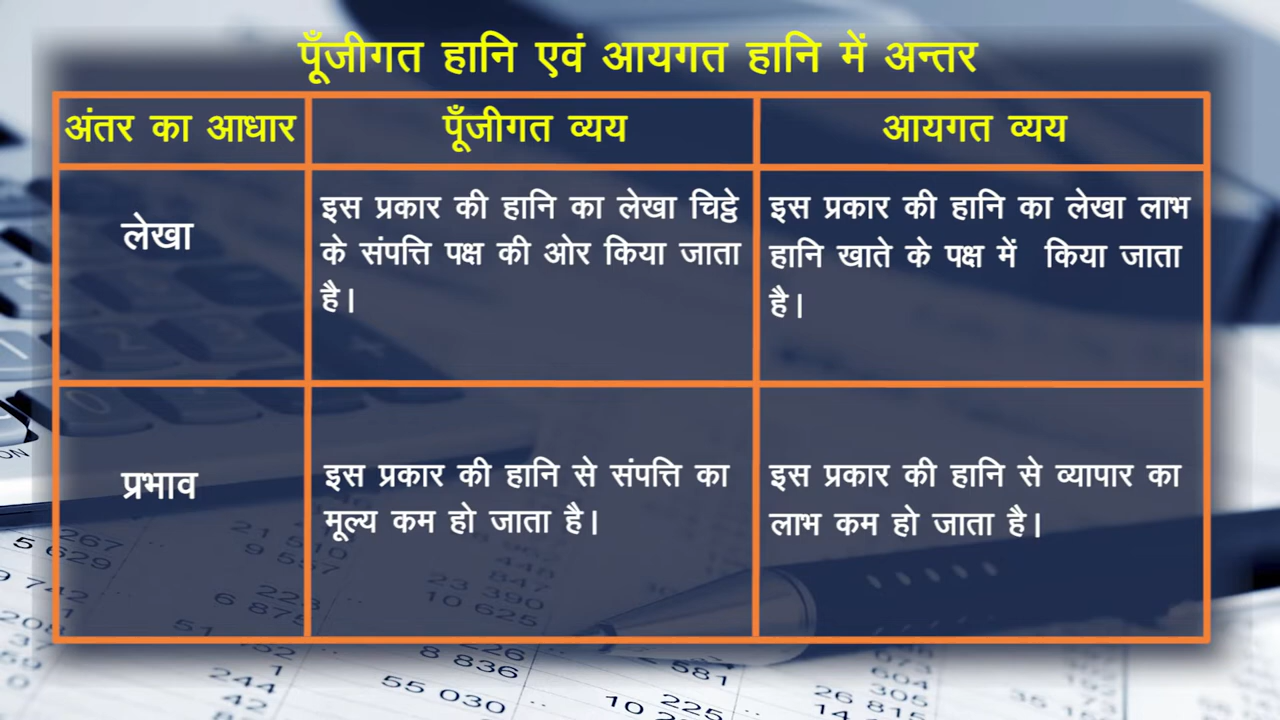 पूँजीगत हानि एवं आयगत हानि में अन्तर
अंतर का आधार
पूँजीगत व्यय
आयगत व्यय
लेखा
इस प्रकार की हानि का लेखा चिट्ठे
के संपत्ति पक्ष की ओर किया जाता
है।
इस प्रकार की हानि का लेखा लाभ
हानि खाते के पक्ष में किया जाता
है।
प्रभाव
इस प्रकार की हानि से संपत्ति का
मूल्य कम हो जाता है।
इस प्रकार की हानि से व्यापार का
लाभ कम हो जाता है।